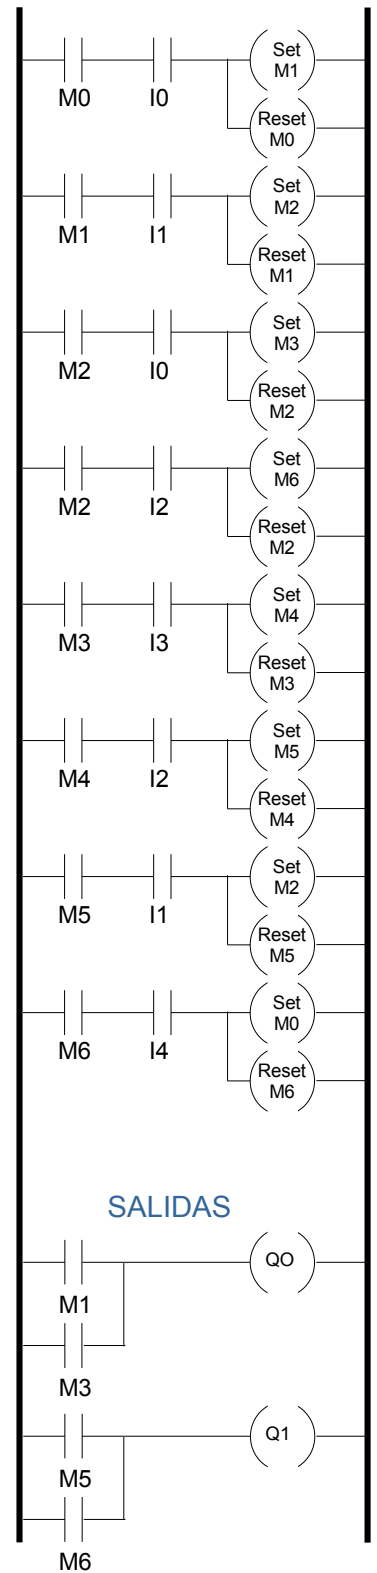 Set
M1
M0 I0
Reset
M0
Set
M2
M1 I1
Reset
M1
Set
M3
M2 I0
Reset
M2
Set
M6
M2 I2
Reset
M2
Set
M4
M3 I3
Reset
M3
Set
M5
M4 I2
Reset
M4
Set
M2
M5 I1
Reset
M5
Set
M0
M6 I4
Reset
M6
SALIDAS
QO
M1
M3
Q1
M5
M6